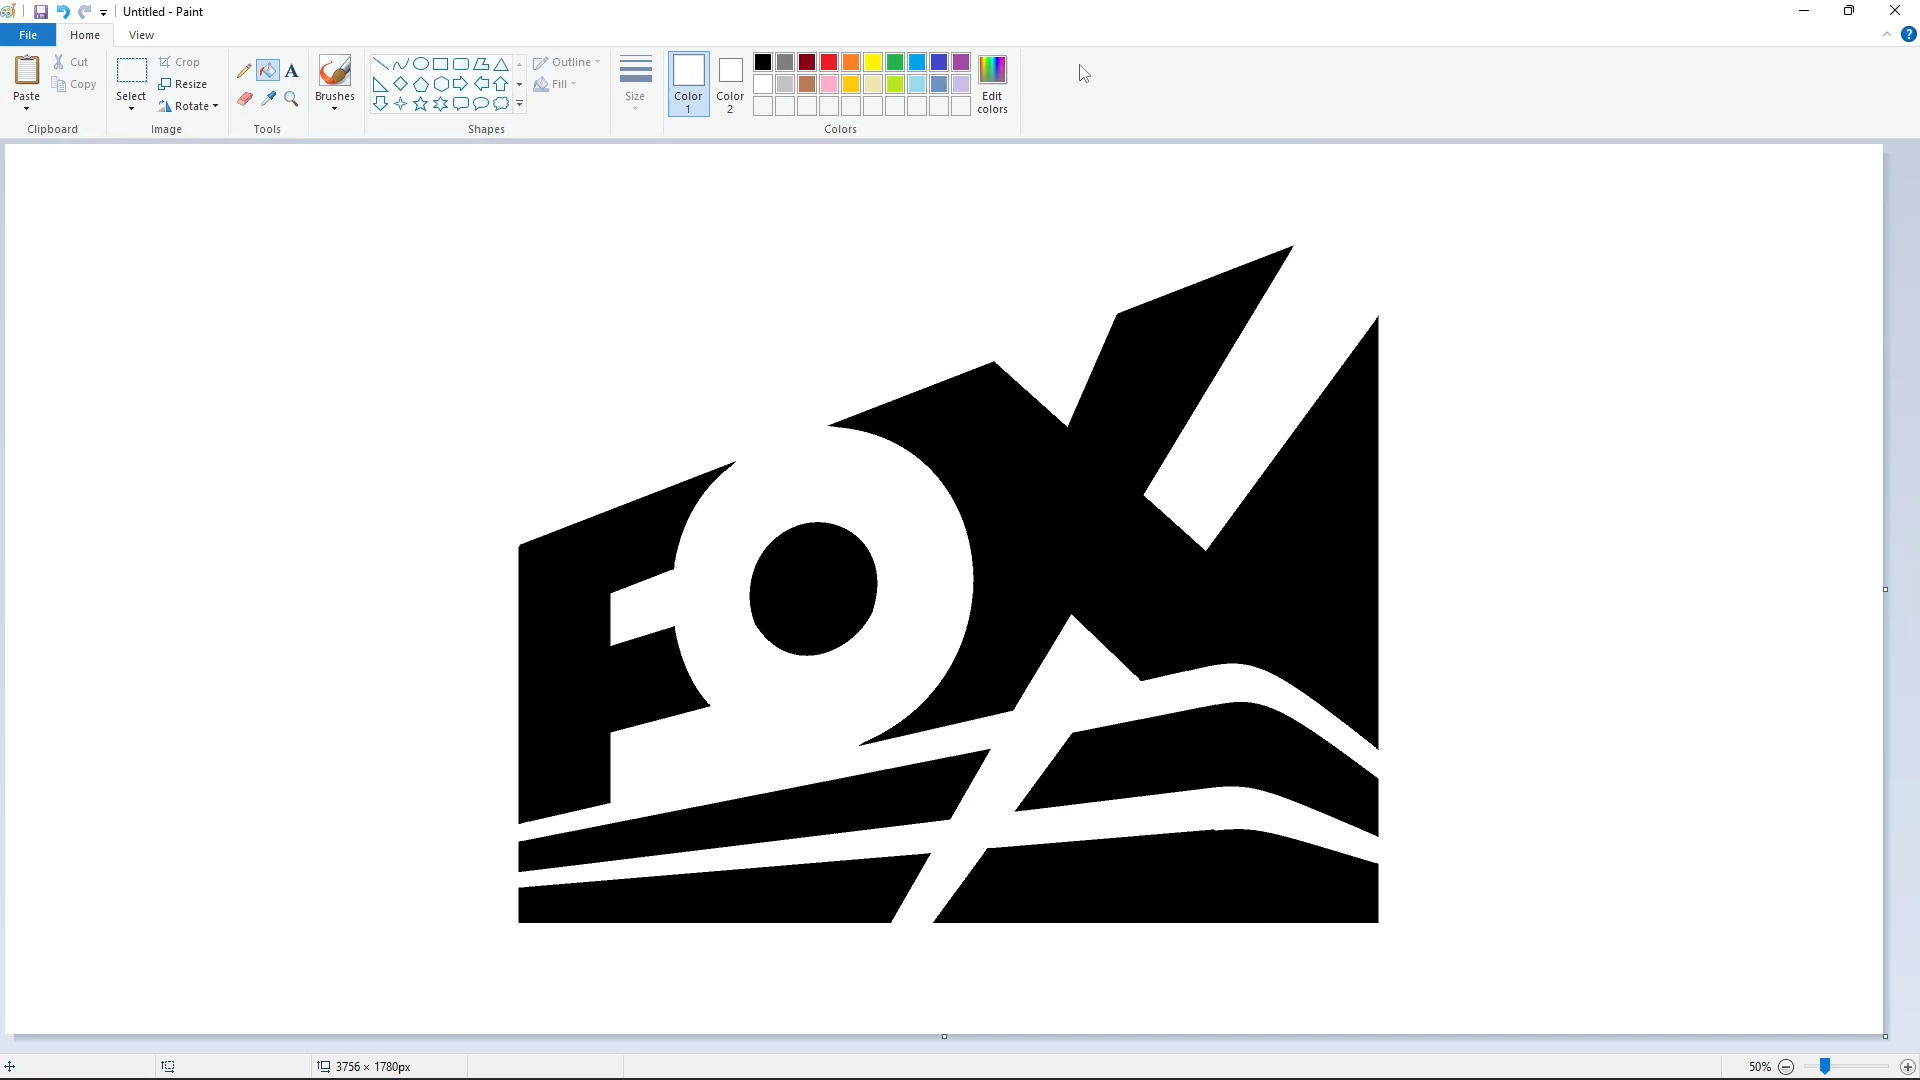 Untitled - Paint
File
Home
View
Paste
Cut
Copy
Clipboard
Select
Crop
Resize
Rotate
Image
Tools
Brushes
Shapes
Outline
Fill
Size
Color 1
Color 2
Edit colors
Colors
FOX
3756 × 1780px
50%